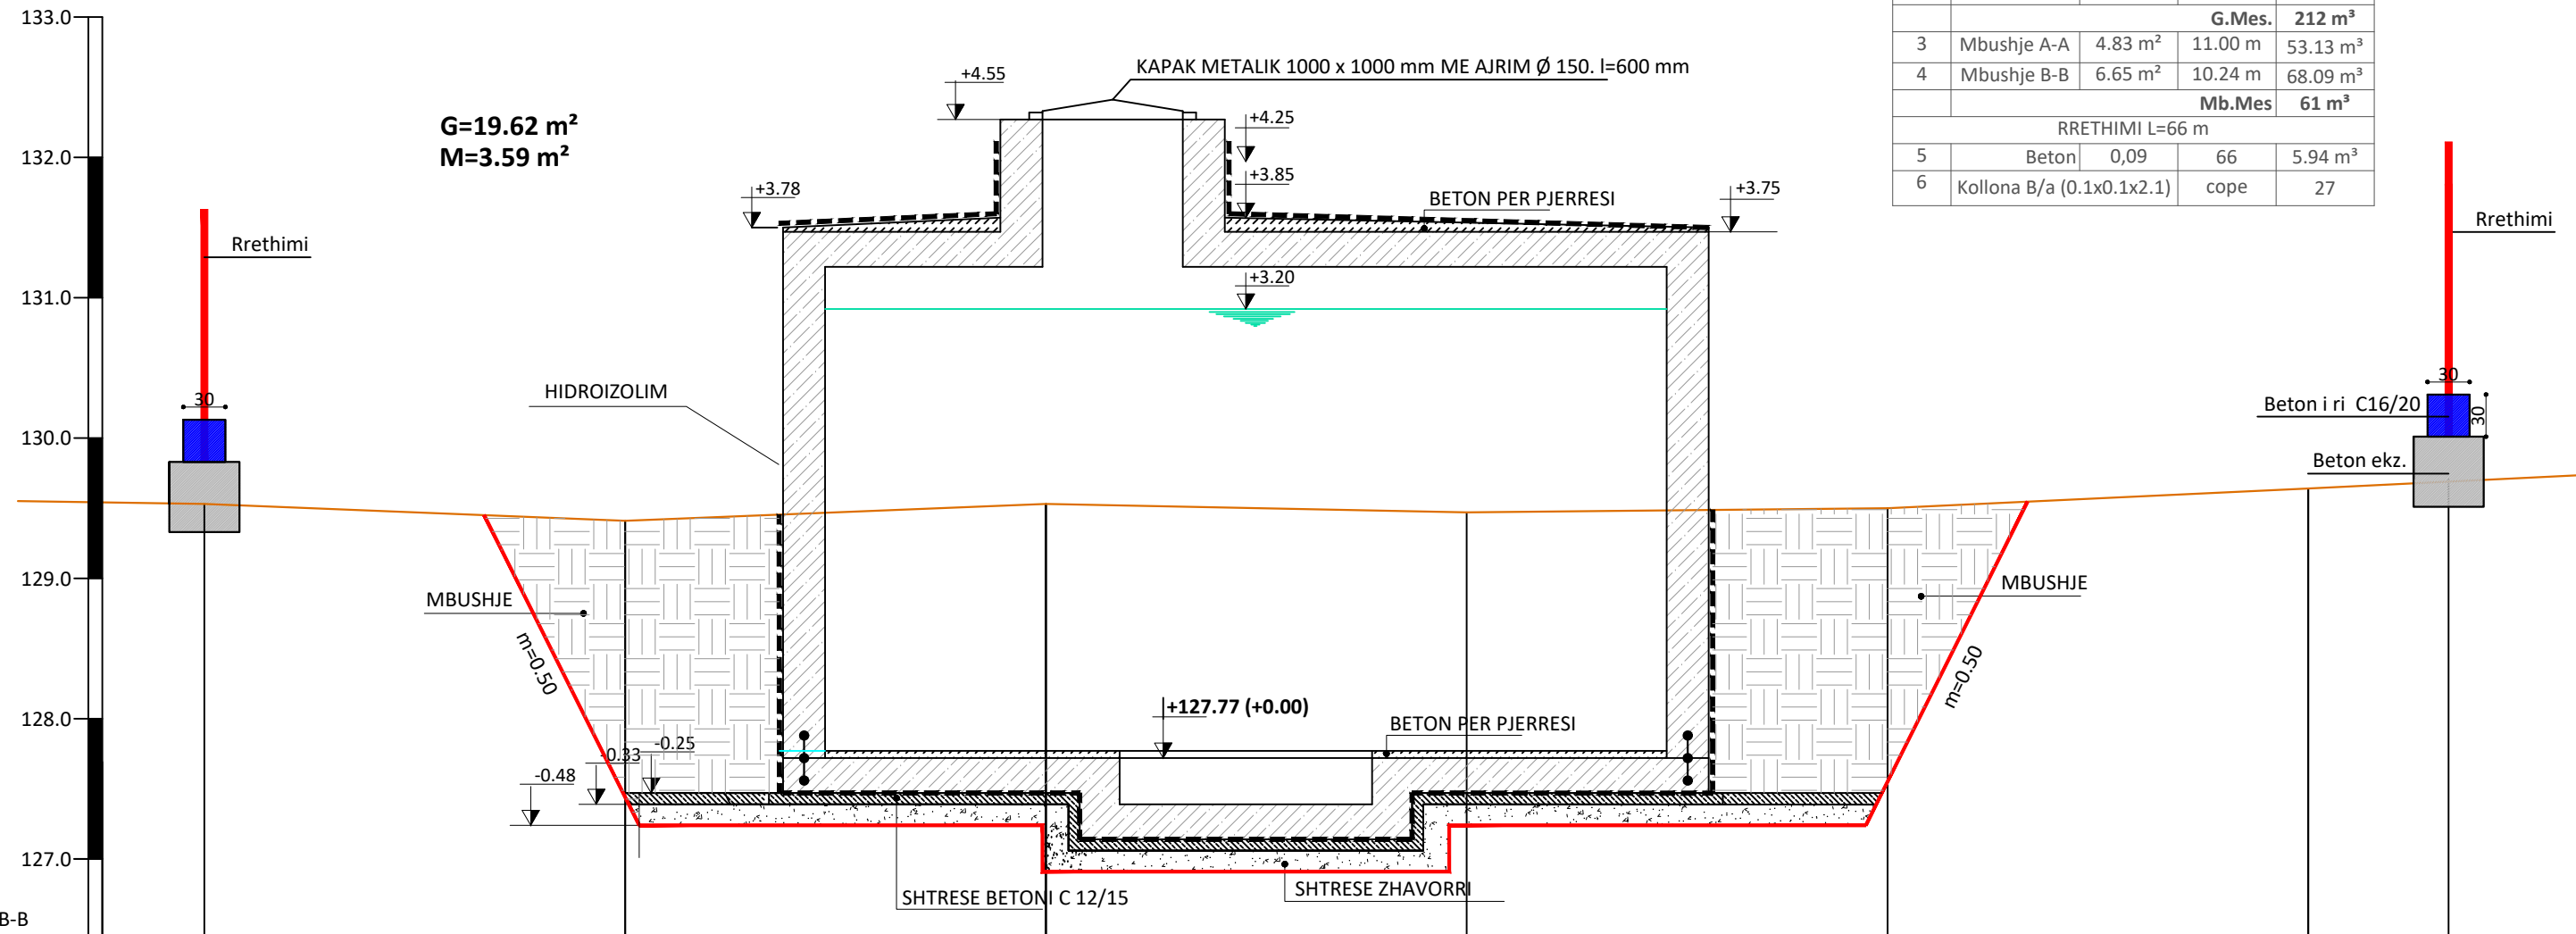 133.0
132.0
131.0
130.0
129.0
128.0
127.0
G=19.62 m²
M=3.59 m²
KAPAK METALIK 1000 x 1000 mm ME AJRIM Ø 150. l=600 mm
+4.55
+4.25
+3.85
+3.78
+3.75
BETON PER PJERRESI
+3.20
G.Mes. 212 m³
3 Mbushje A-A 4.83 m² 11.00 m 53.13 m³
4 Mbushje B-B 6.65 m² 10.24 m 68.09 m³
Mb.Mes 61 m³
RRETHIMI L=66 m
5 Beton 0,09 66 5.94 m³
6 Kollona B/a (0.1x0.1x2.1) cope 27
Rrethimi
Rrethimi
30
30
30
Beton i ri C16/20
Beton ekz.
HIDROIZOLIM
MBUSHJE
MBUSHJE
m=0.50
m=0.50
+127.77 (+0.00)
BETON PER PJERRESI
-0.25
-0.33
-0.48
SHTRESE BETONI C 12/15
SHTRESE ZHAVORRI
B-B